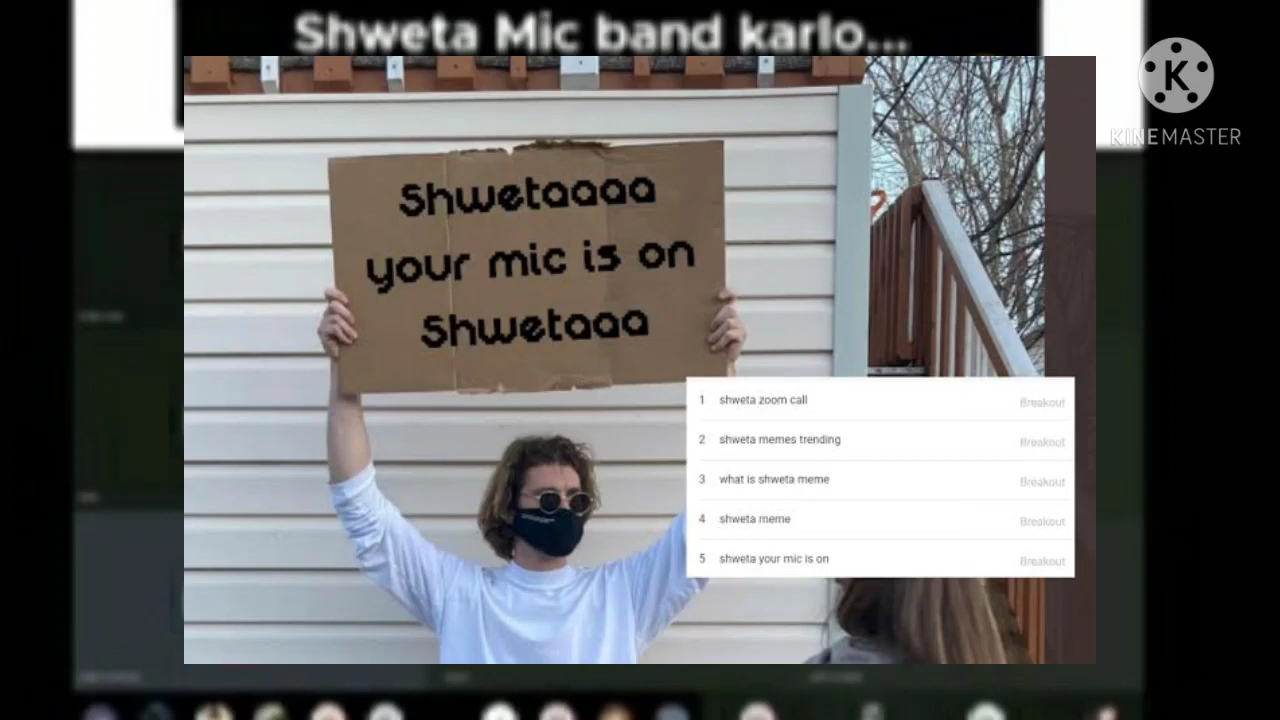 Shweta Mic band karlo...
KINEMASTER
Shwetaaaa
your mic is on
Shwetaaa
1 shweta zoom call Breakout
2 shweta memes trending Breakout
3 what is shweta meme Breakout
4 shweta meme Breakout
5 shweta your mic is on Breakout